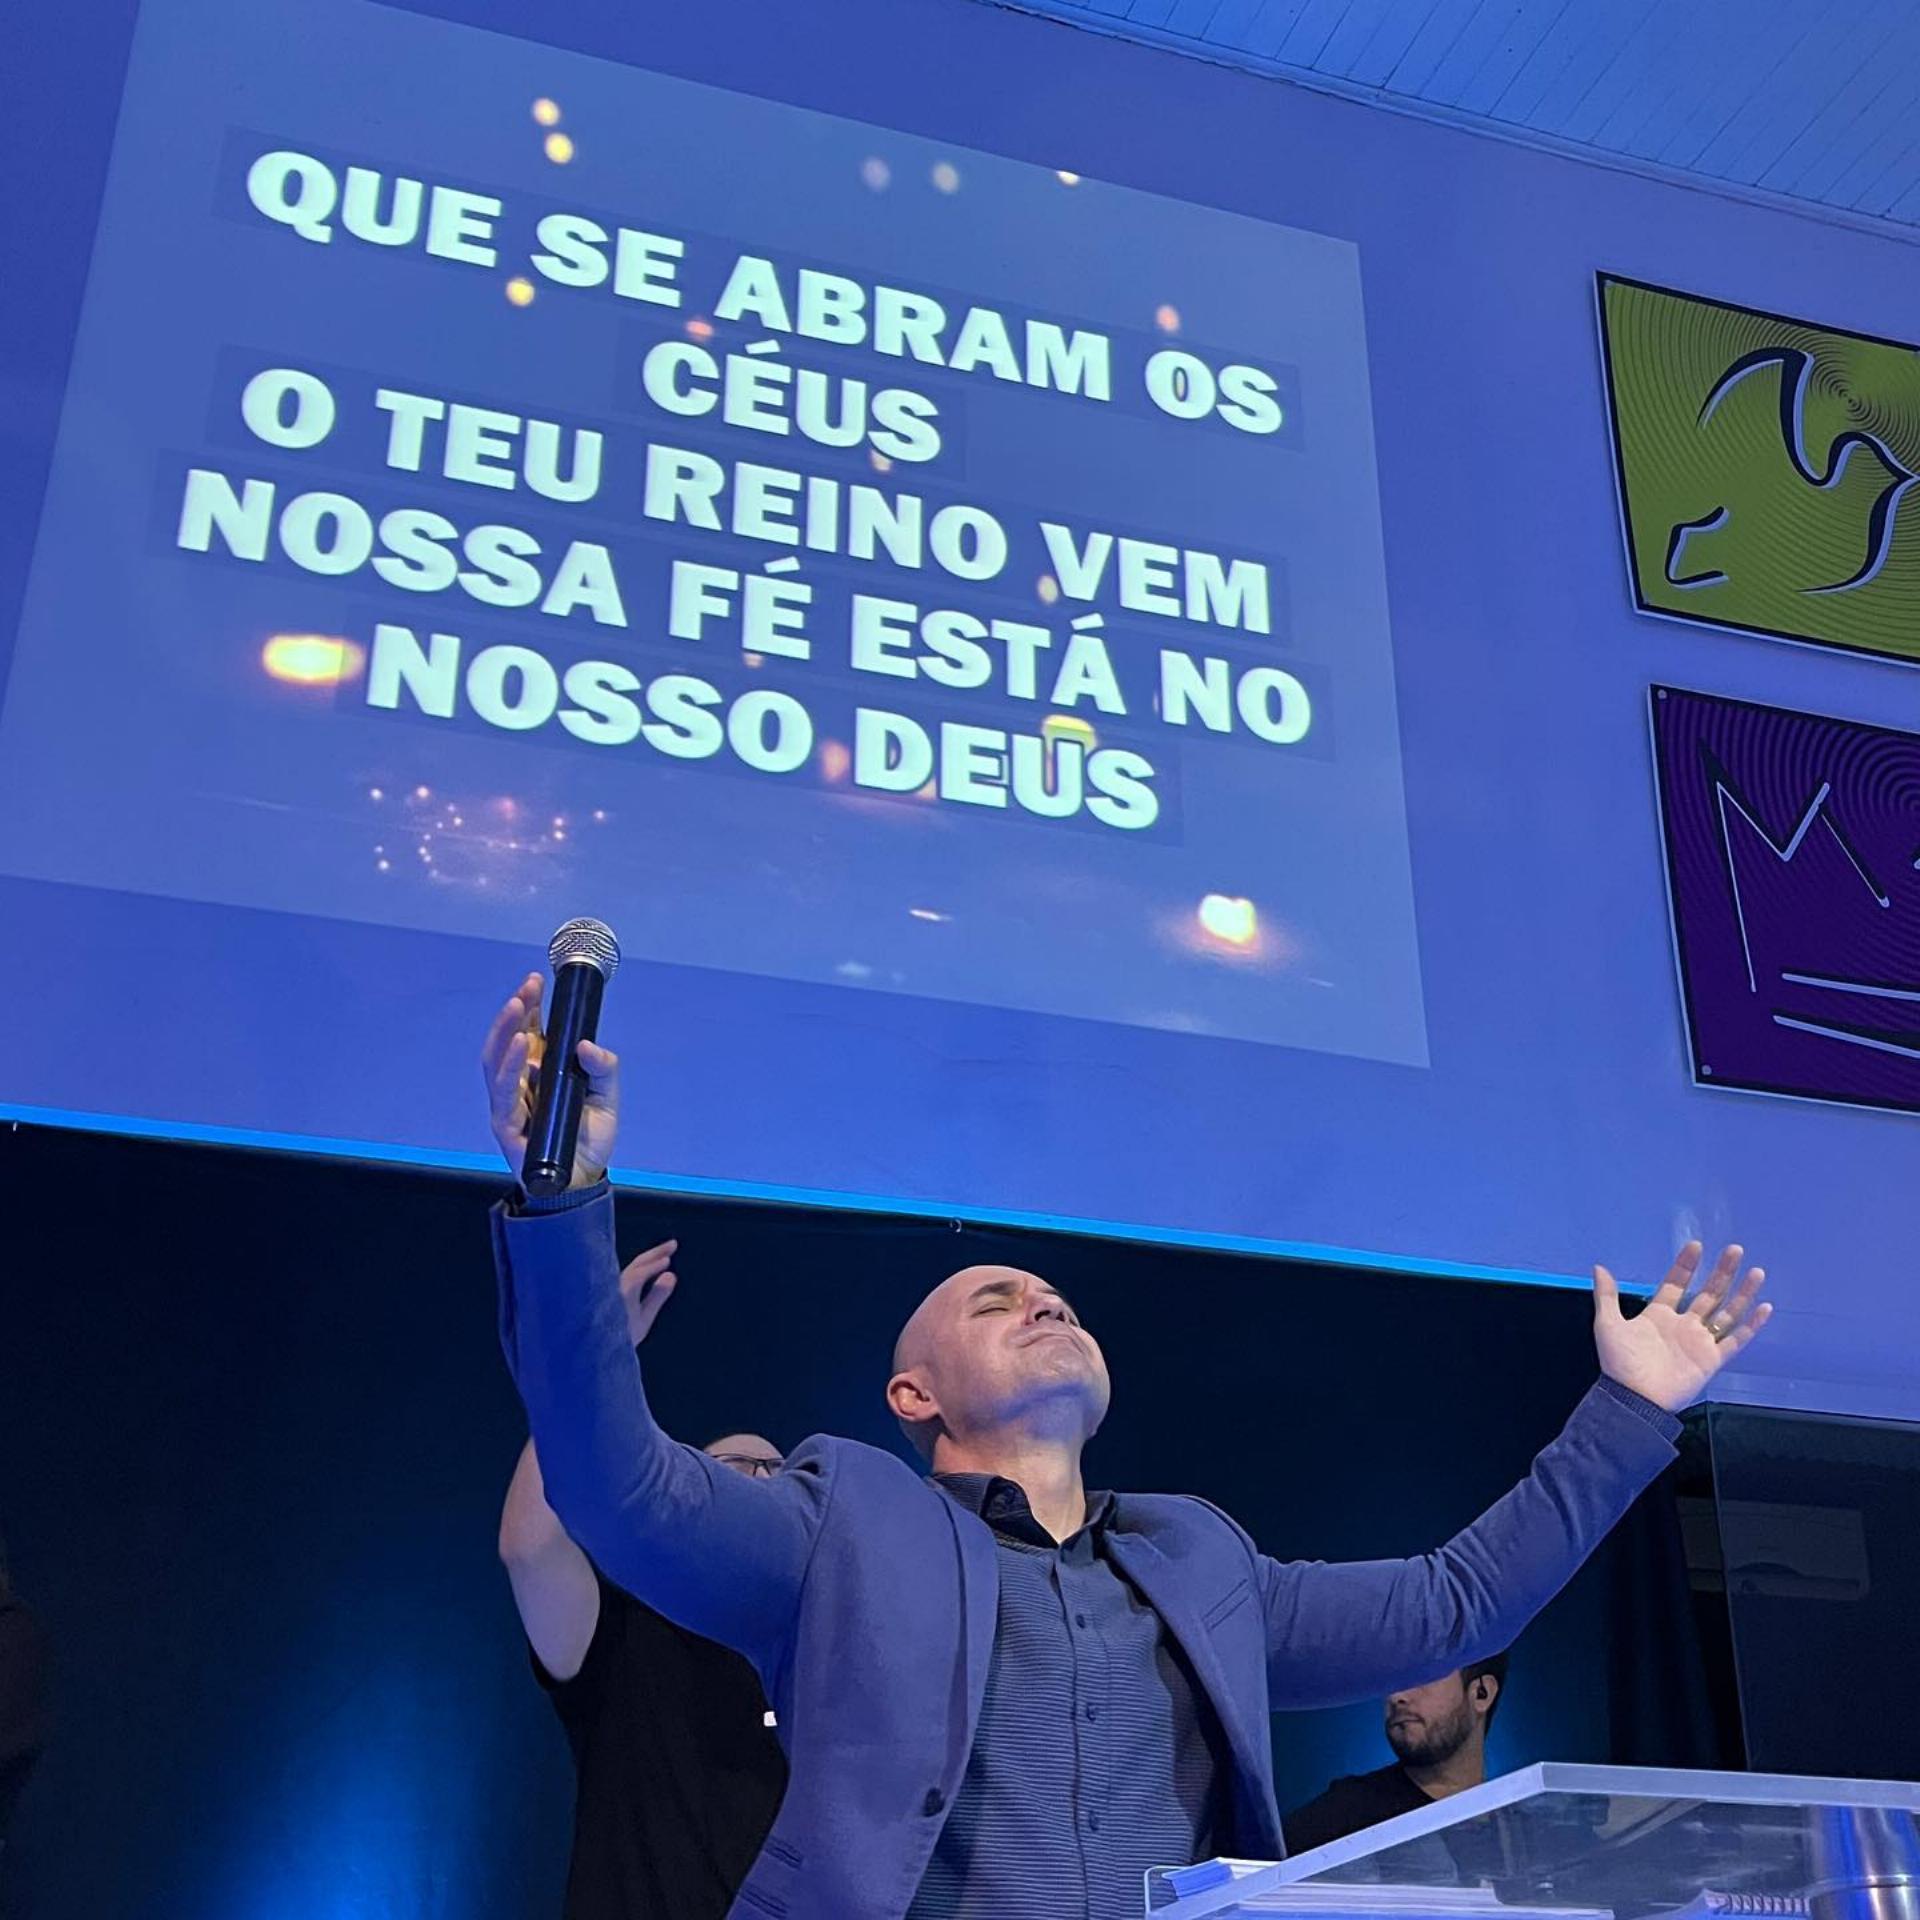 QUE SE ABRAM OS
CÉUS
O TEU REINO VEM
NOSSA FÉ ESTÁ NO
NOSSO DEUS